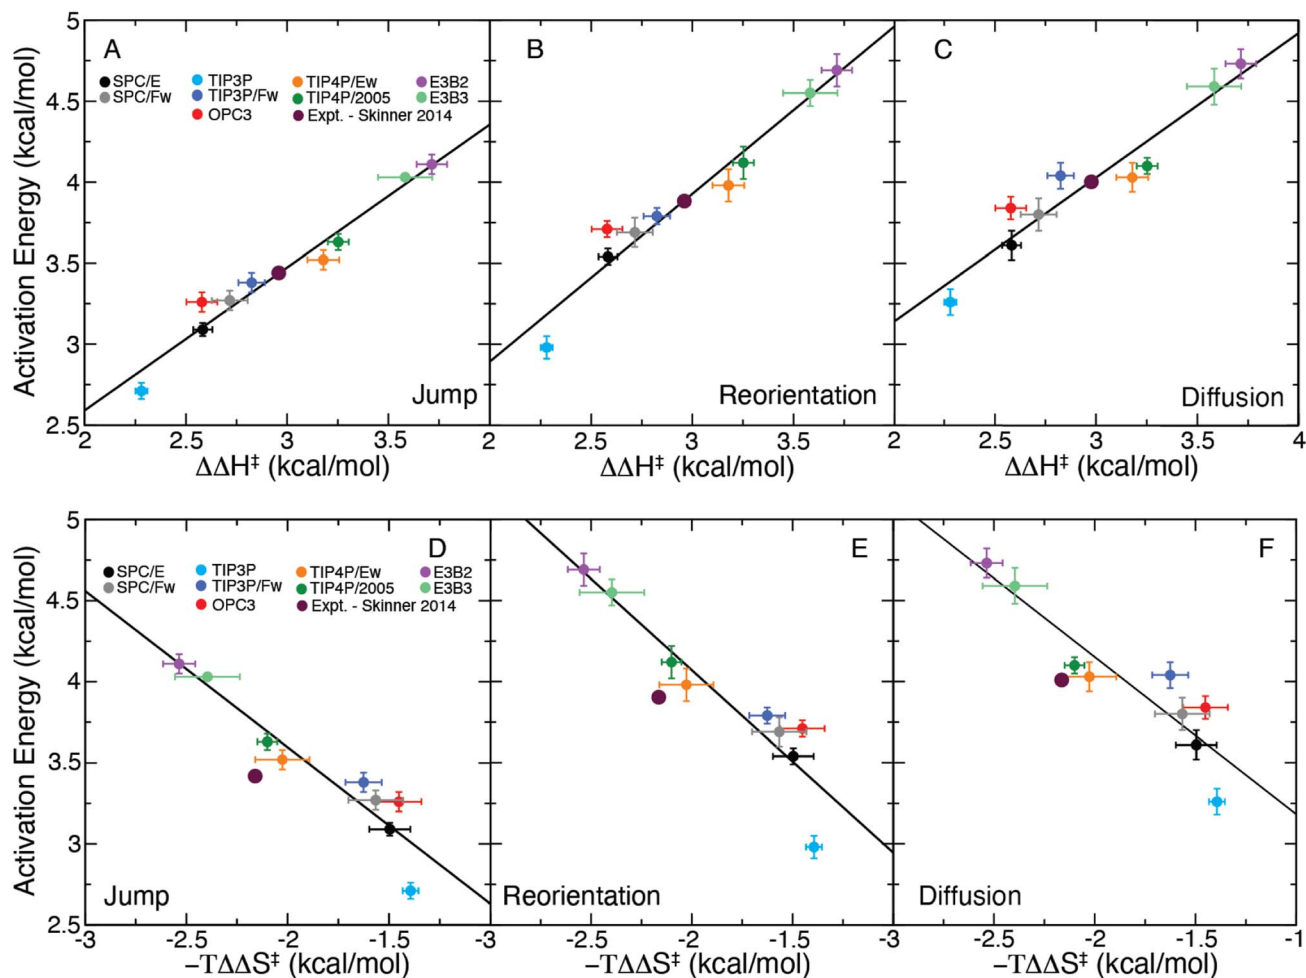 A
B
C
SPC/E TIP3P TIP4P/Ew E3B2
SPC/Fw TIP3P/Fw TIP4P/2005 E3B3
OPC3 Expt. - Skinner 2014
Activation Energy (kcal/mol)
5
4.5
4
3.5
3
2.5
Jump
Reorientation
Diffusion
2 2.5 3 3.5 2 2.5 3 3.5 2 2.5 3 3.5 4
ΔΔH‡ (kcal/mol) ΔΔH‡ (kcal/mol) ΔΔH‡ (kcal/mol)
D
E
F
SPC/E TIP3P TIP4P/Ew E3B2
SPC/Fw TIP3P/Fw TIP4P/2005 E3B3
OPC3 Expt. - Skinner 2014
Activation Energy (kcal/mol)
5
4.5
4
3.5
3
2.5
Jump
Reorientation
Diffusion
-3 -2.5 -2 -1.5 -3 -2.5 -2 -1.5 -3 -2.5 -2 -1.5 -1
–TΔΔS‡ (kcal/mol) –TΔΔS‡ (kcal/mol) –TΔΔS‡ (kcal/mol)